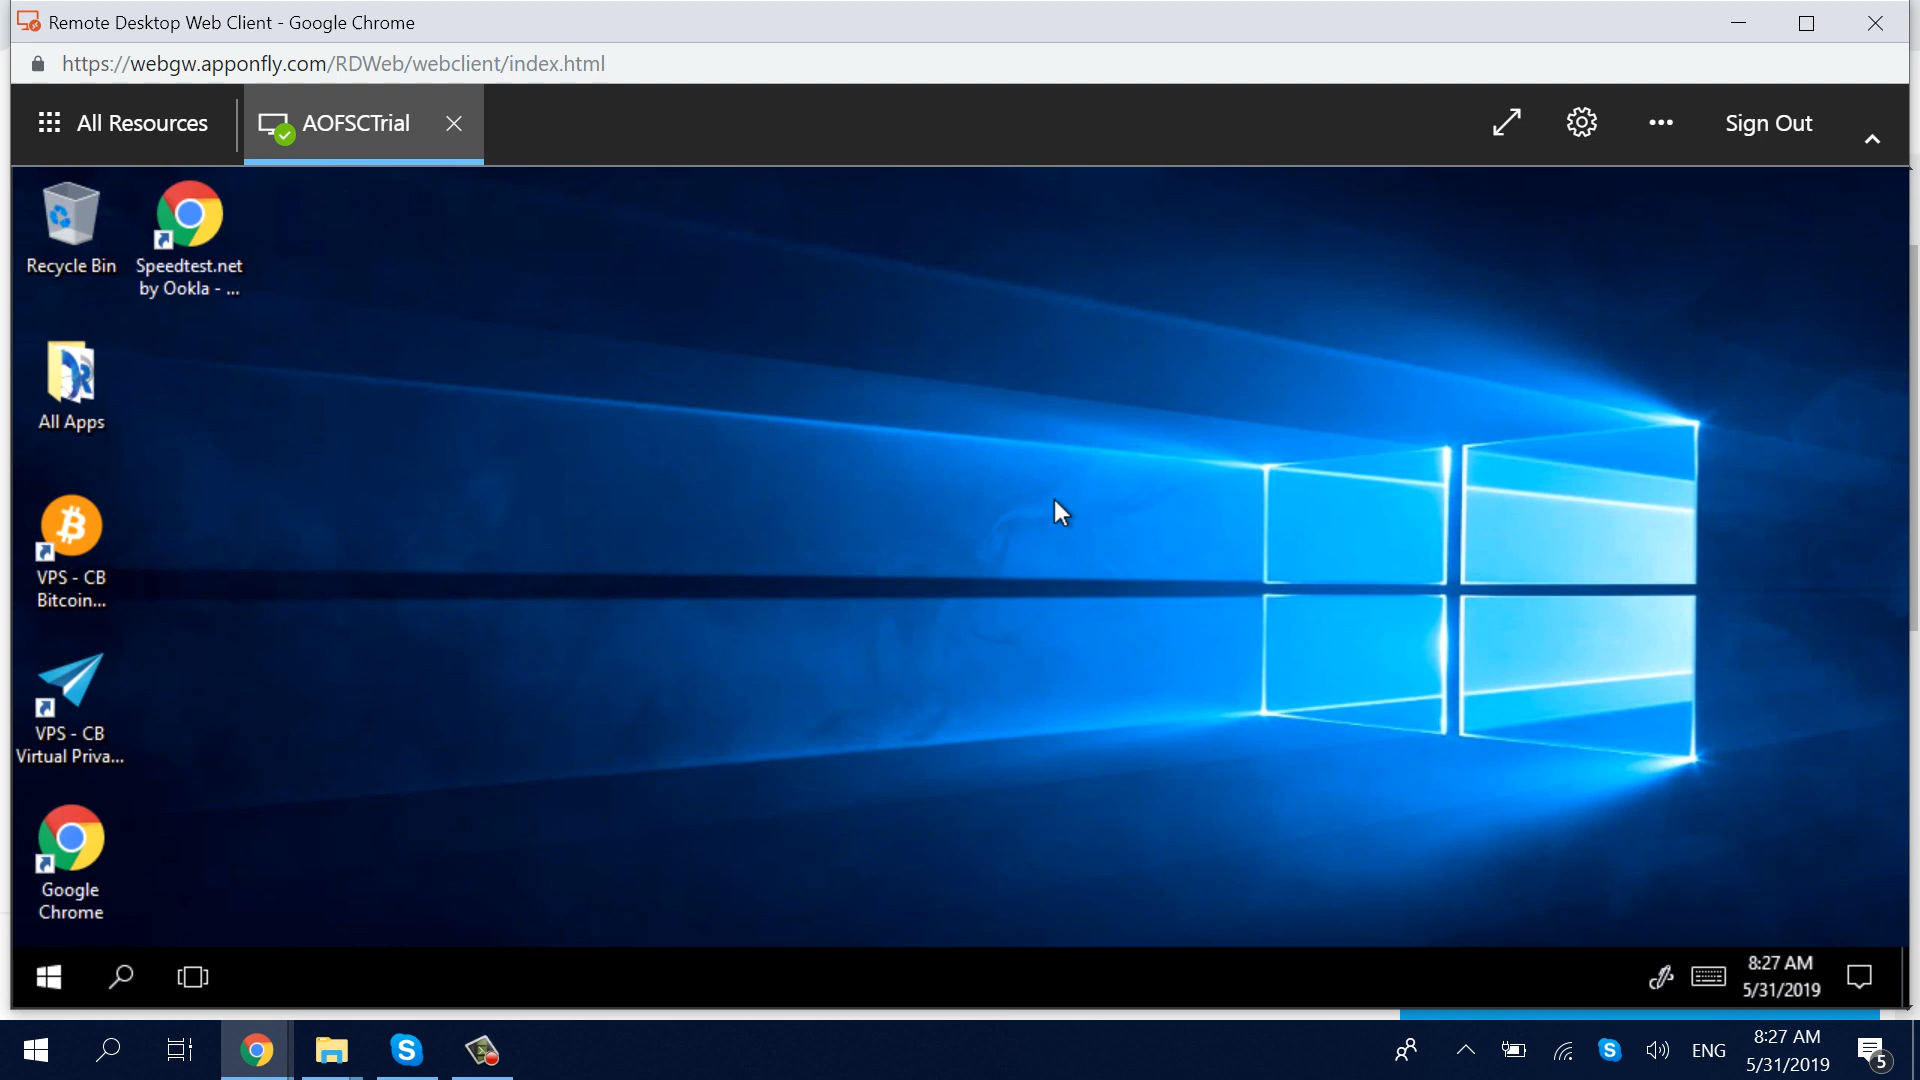 Remote Desktop Web Client - Google Chrome
https://webgw.apponfly.com/RDWeb/webclient/index.html
All Resources
AOFSCTrial
Sign Out
Recycle Bin
Speedtest.net
by Ookla - ...
All Apps
VPS - CB
Bitcoin...
VPS - CB
Virtual Priva...
Google
Chrome
8:27 AM
5/31/2019
ENG
8:27 AM
5/31/2019
5